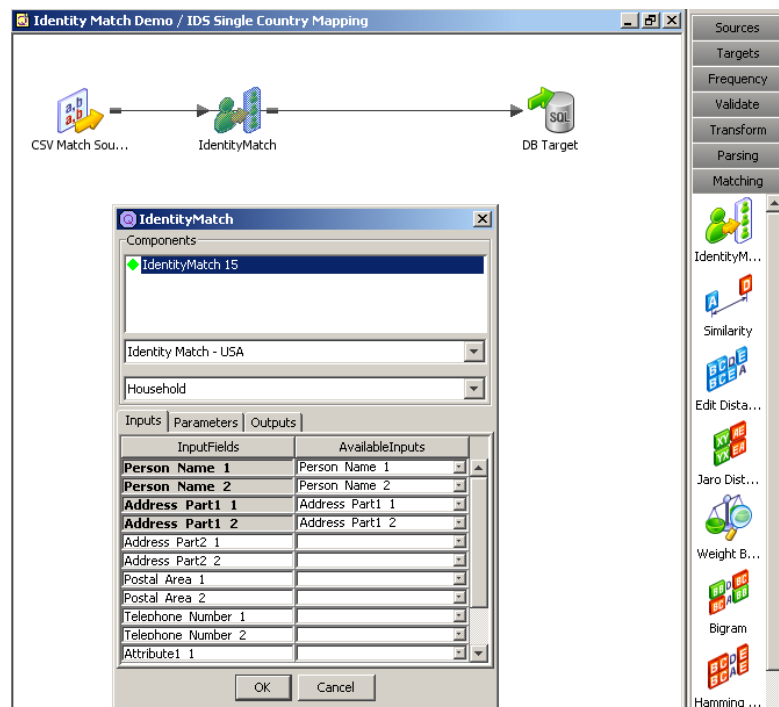 Identity Match Demo / IDS Single Country Mapping
CSV Match Sou...
IdentityMatch
SQL
DB Target
IdentityMatch
Components
IdentityMatch 15
Identity Match - USA
Household
Inputs Parameters Outputs
InputFields AvailableInputs
Person Name 1 Person Name 1
Person Name 2 Person Name 2
Address Part1 1 Address Part1 1
Address Part1 2 Address Part1 2
Address Part2 1
Address Part2 2
Postal Area 1
Postal Area 2
Telephone Number 1
Telephone Number 2
Attribute1 1
OK Cancel
Sources
Targets
Frequency
Validate
Transform
Parsing
Matching
IdentityM...
Similarity
Edit Dista...
Jaro Dist...
Weight B...
Bigram
Hamming ...